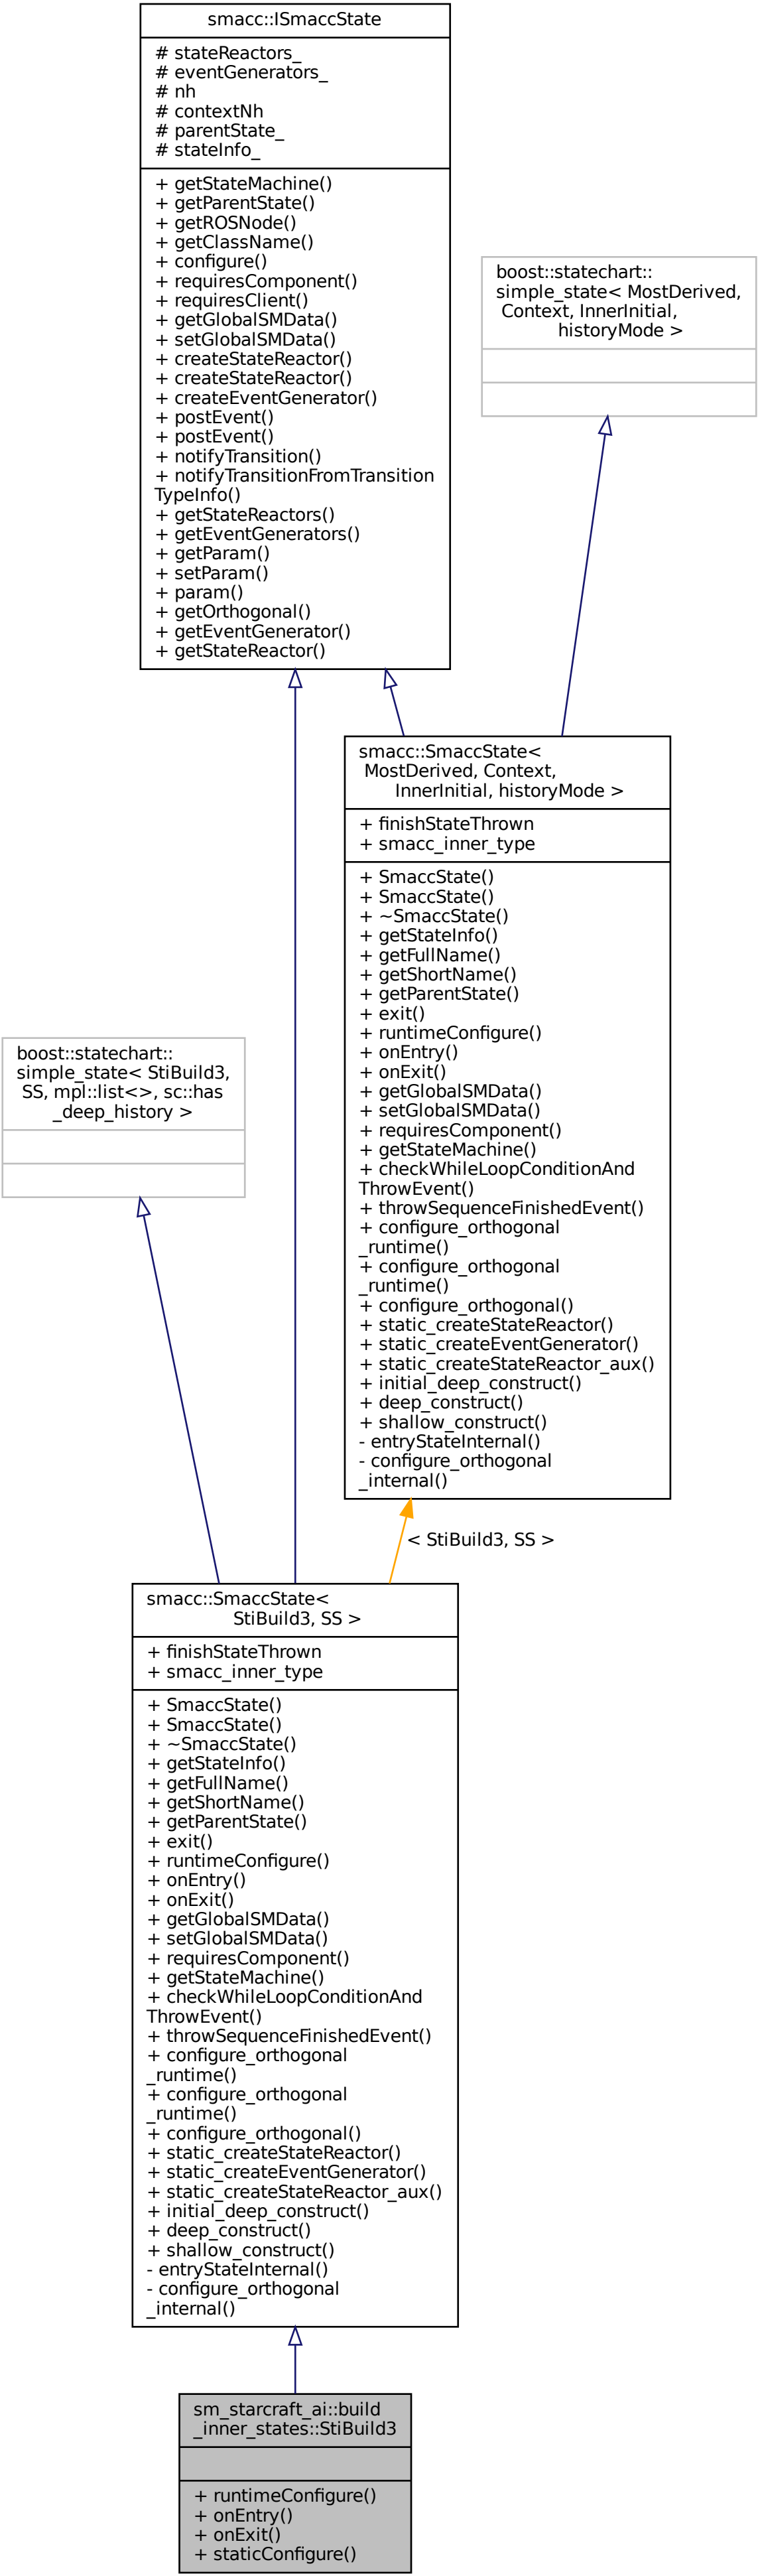 smacc::ISmaccState
# stateReactors_
# eventGenerators_
# nh
# contextNh
# parentState_
# stateInfo_
+ getStateMachine()
+ getParentState()
+ getROSNode()
+ getClassName()
+ configure()
+ requiresComponent()
+ requiresClient()
+ getGlobalSMData()
+ setGlobalSMData()
+ createStateReactor()
+ createStateReactor()
+ createEventGenerator()
+ postEvent()
+ postEvent()
+ notifyTransition()
+ notifyTransitionFromTransition
TypeInfo()
+ getStateReactors()
+ getEventGenerators()
+ getParam()
+ setParam()
+ param()
+ getOrthogonal()
+ getEventGenerator()
+ getStateReactor()
boost::statechart::
simple_state< MostDerived,
Context, InnerInitial,
historyMode >
smacc::SmaccState<
MostDerived, Context,
InnerInitial, historyMode >
+ finishStateThrown
+ smacc_inner_type
+ SmaccState()
+ SmaccState()
+ ~SmaccState()
+ getStateInfo()
+ getFullName()
+ getShortName()
+ getParentState()
+ exit()
+ runtimeConfigure()
+ onEntry()
+ onExit()
+ getGlobalSMData()
+ setGlobalSMData()
+ requiresComponent()
+ getStateMachine()
+ checkWhileLoopConditionAnd
ThrowEvent()
+ throwSequenceFinishedEvent()
+ configure_orthogonal
_runtime()
+ configure_orthogonal
_runtime()
+ configure_orthogonal()
+ static_createStateReactor()
+ static_createEventGenerator()
+ static_createStateReactor_aux()
+ initial_deep_construct()
+ deep_construct()
+ shallow_construct()
- entryStateInternal()
- configure_orthogonal
_internal()
boost::statechart::
simple_state< StiBuild3,
SS, mpl::list<>, sc::has
_deep_history >
< StiBuild3, SS >
smacc::SmaccState<
StiBuild3, SS >
+ finishStateThrown
+ smacc_inner_type
+ SmaccState()
+ SmaccState()
+ ~SmaccState()
+ getStateInfo()
+ getFullName()
+ getShortName()
+ getParentState()
+ exit()
+ runtimeConfigure()
+ onEntry()
+ onExit()
+ getGlobalSMData()
+ setGlobalSMData()
+ requiresComponent()
+ getStateMachine()
+ checkWhileLoopConditionAnd
ThrowEvent()
+ throwSequenceFinishedEvent()
+ configure_orthogonal
_runtime()
+ configure_orthogonal
_runtime()
+ configure_orthogonal()
+ static_createStateReactor()
+ static_createEventGenerator()
+ static_createStateReactor_aux()
+ initial_deep_construct()
+ deep_construct()
+ shallow_construct()
- entryStateInternal()
- configure_orthogonal
_internal()
sm_starcraft_ai::build
_inner_states::StiBuild3
+ runtimeConfigure()
+ onEntry()
+ onExit()
+ staticConfigure()